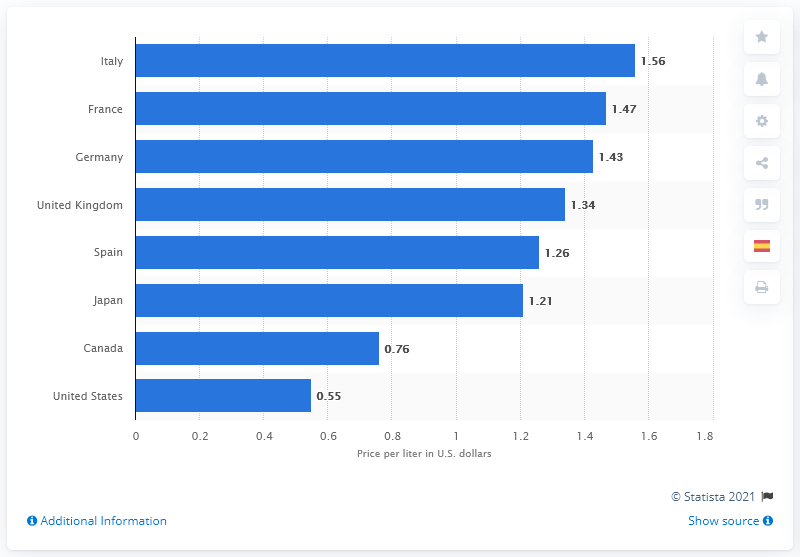 Italy 1.56
France 1.47
Germany 1.43
United Kingdom 1.34
Spain 1.26
Japan 1.21
Canada 0.76
United States 0.55
0 0.2 0.4 0.6 0.8 1 1.2 1.4 1.6 1.8
Price per liter in U.S. dollars
© Statista 2021
Additional Information Show source